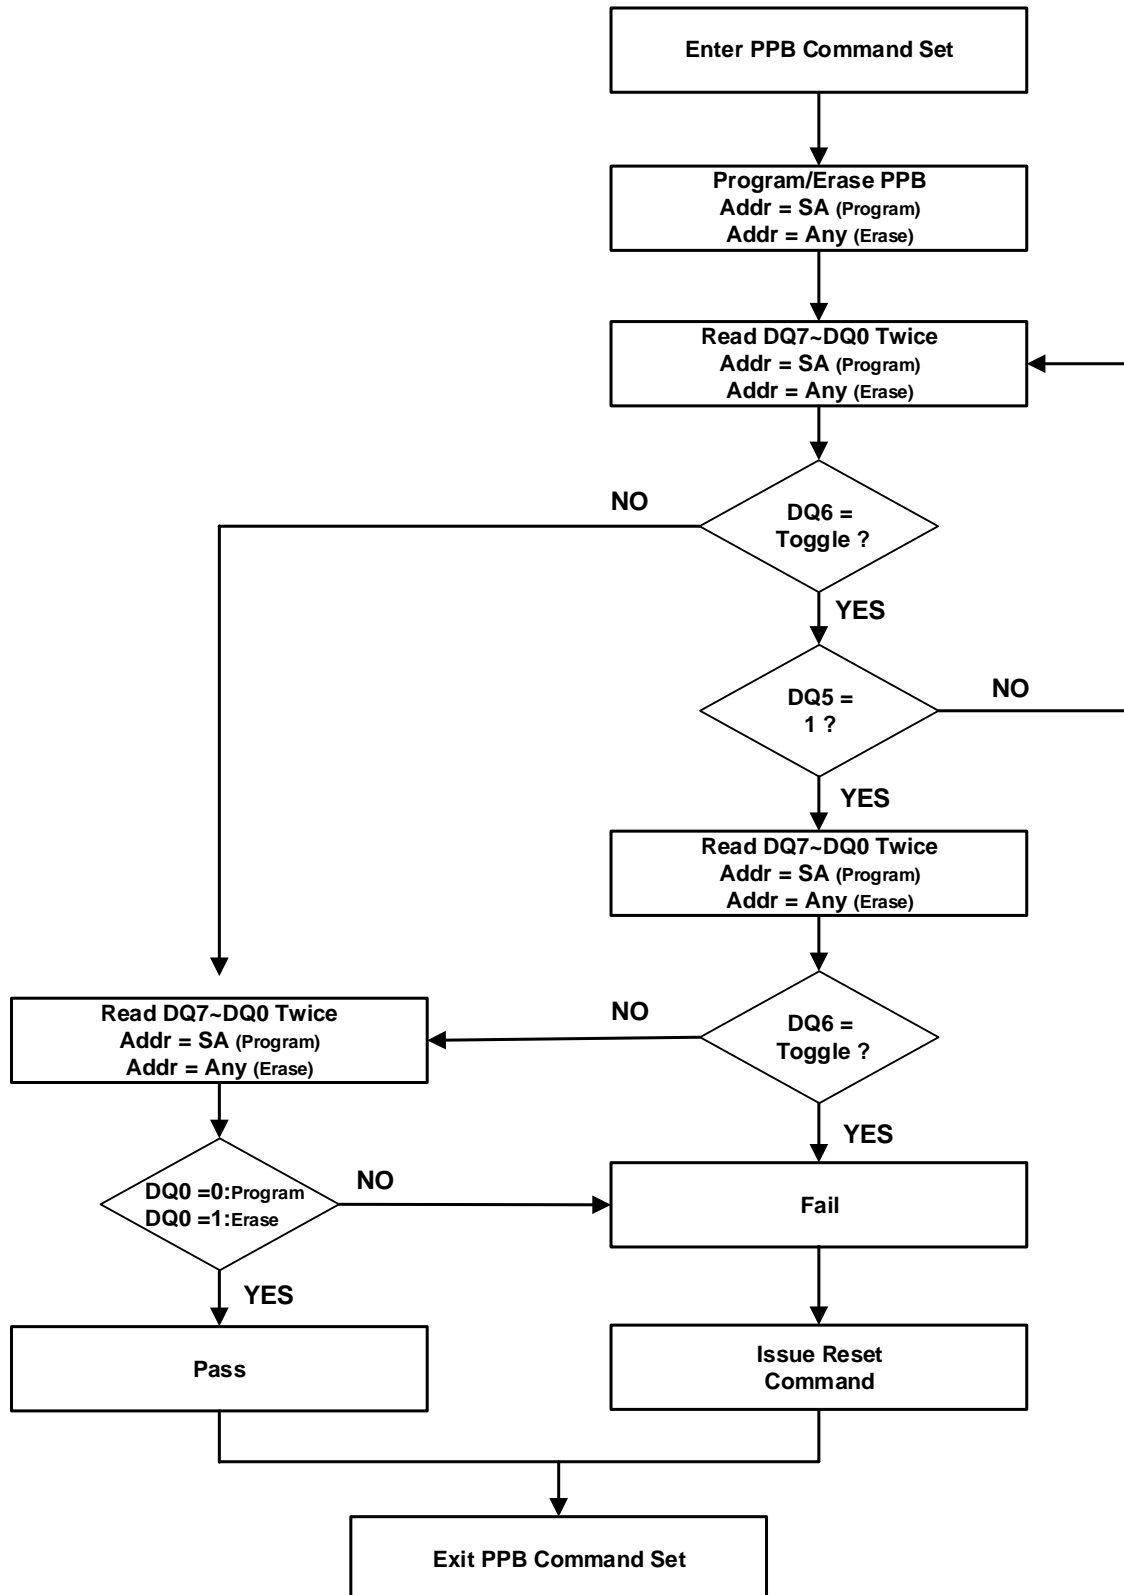 Enter PPB Command Set
Program/Erase PPB
Addr = SA (Program)
Addr = Any (Erase)
Read DQ7~DQ0 Twice
Addr = SA (Program)
Addr = Any (Erase)
NO
DQ6 =
Toggle ?
YES
DQ5 =
1 ?
NO
YES
Read DQ7~DQ0 Twice
Addr = SA (Program)
Addr = Any (Erase)
Read DQ7~DQ0 Twice
Addr = SA (Program)
Addr = Any (Erase)
NO
DQ6 =
Toggle ?
YES
DQ0 =0:Program
DQ0 =1:Erase
NO
Fail
YES
Pass
Issue Reset
Command
Exit PPB Command Set